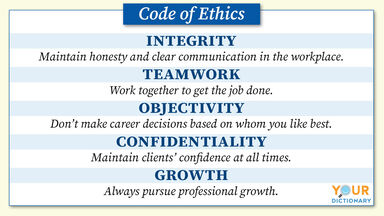 Code of Ethics
INTEGRITY
Maintain honesty and clear communication in the workplace.
TEAMWORK
Work together to get the job done.
OBJECTIVITY
Don't make career decisions based on whom you like best.
CONFIDENTIALITY
Maintain clients' confidence at all times.
GROWTH
Always pursue professional growth.
YOUR
DICTIONARY